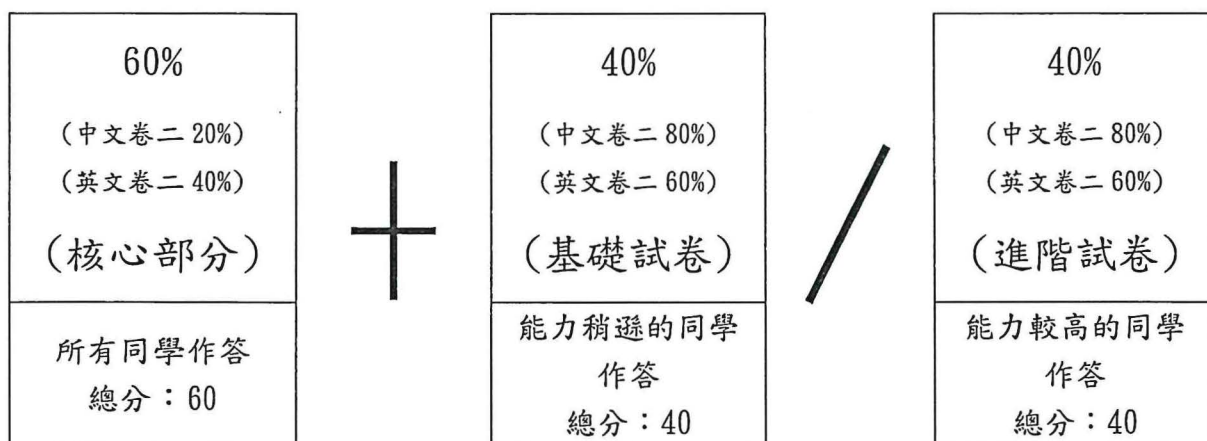 60%
(中文卷二 20%)
(英文卷二 40%)
(核心部分)
所有同學作答
總分：60
+
40%
(中文卷二 80%)
(英文卷二 60%)
(基礎試卷)
能力稍遜的同學
作答
總分：40
/
40%
(中文卷二 80%)
(英文卷二 60%)
(進階試卷)
能力較高的同學
作答
總分：40